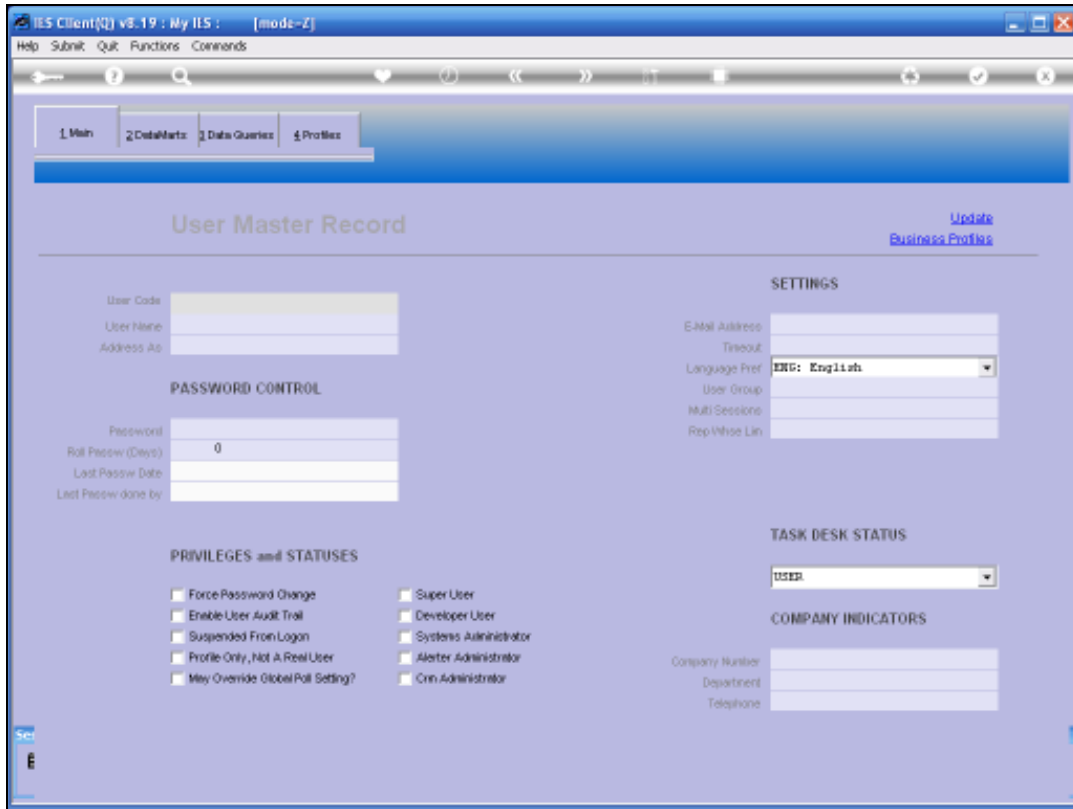 IES Client(Q) v8.19 : My IES : [mode-Z]
Help Submit Quit Functions Commands
1 Main 2 DataMarts 3 Data Queries 4 Profiles
User Master Record
Update
Business Profiles
User Code
User Name
Address As
PASSWORD CONTROL
Password
Roll Passw (Days) 0
Last Passw Date
Last Passw done by
SETTINGS
E-Mail Address
Timeout
Language Pref ENG: English
User Group
Multi Sessions
Rep Whse Lim
PRIVILEGES and STATUSES
Force Password Change
Enable User Audit Trail
Suspended From Logon
Profile Only, Not A Real User
May Override Global Poll Setting?
Super User
Developer User
Systems Administrator
Alerter Administrator
Crm Administrator
TASK DESK STATUS
USER
COMPANY INDICATORS
Company Number
Department
Telephone